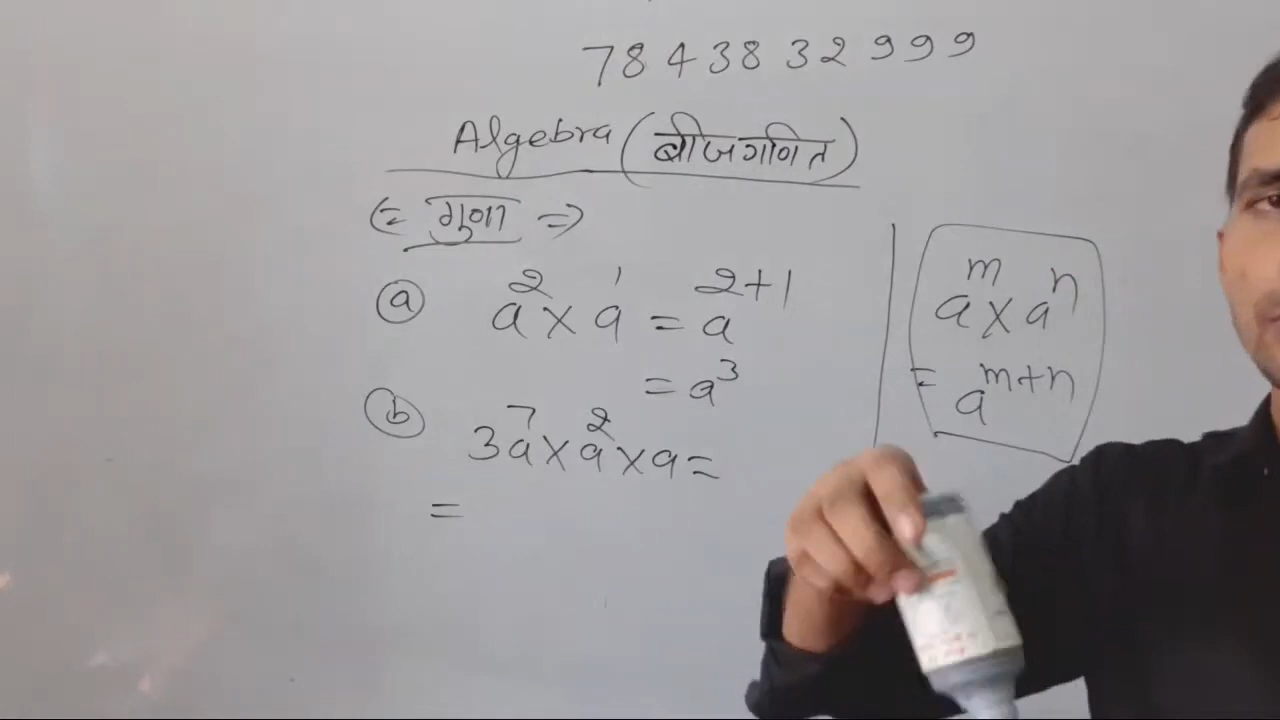 7843832999
Algebra (बीजगणित)
(= गुणा =>
(a) a² × a¹ = a²⁺¹
= a³
(b) 3a⁷ × a² × a =
=
aᵐ × aⁿ
= aᵐ⁺ⁿ